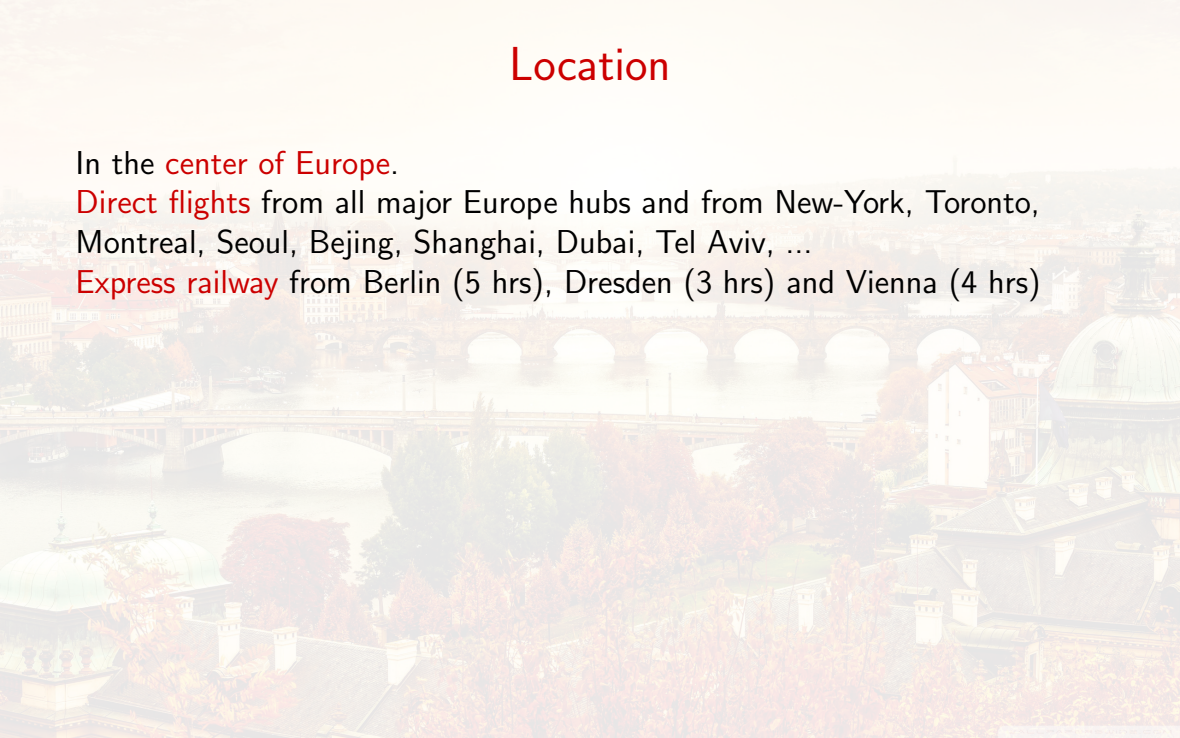 Location
In the center of Europe.
Direct flights from all major Europe hubs and from New-York, Toronto,
Montreal, Seoul, Bejing, Shanghai, Dubai, Tel Aviv, ...
Express railway from Berlin (5 hrs), Dresden (3 hrs) and Vienna (4 hrs)